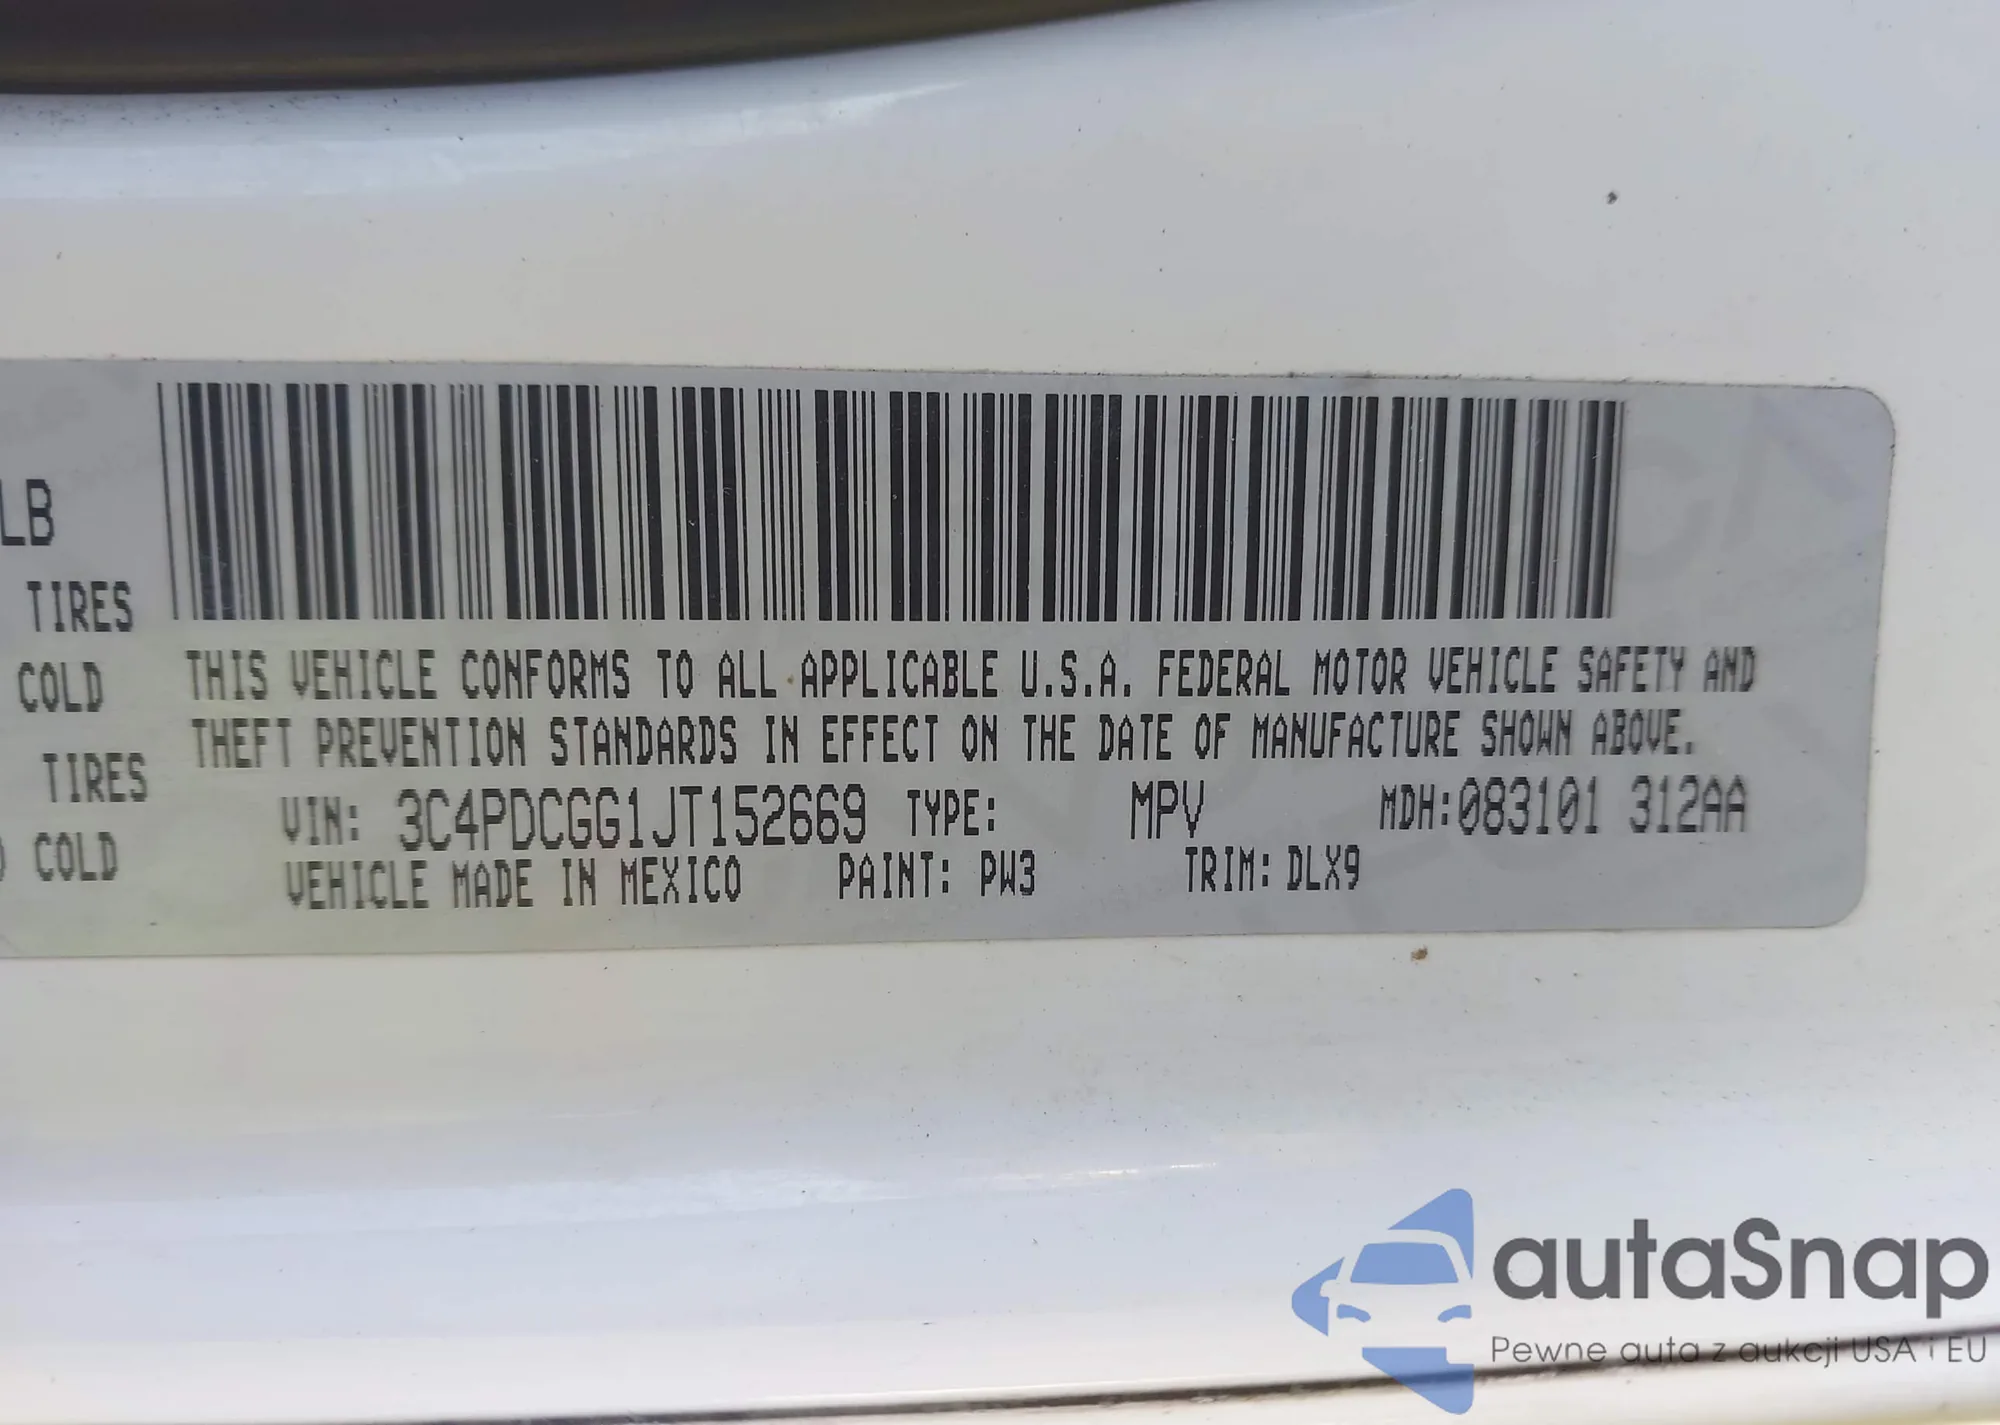 LB
TIRES
COLD
TIRES
COLD
THIS VEHICLE CONFORMS TO ALL APPLICABLE U.S.A. FEDERAL MOTOR VEHICLE SAFETY AND
THEFT PREVENTION STANDARDS IN EFFECT ON THE DATE OF MANUFACTURE SHOWN ABOVE.
VIN: 3C4PDCGG1JT152669 TYPE: MPV MDH:083101 312AA
VEHICLE MADE IN MEXICO PAINT: PW3 TRIM: DLX9
autaSnap
Pewne auta z aukcji USA i EU